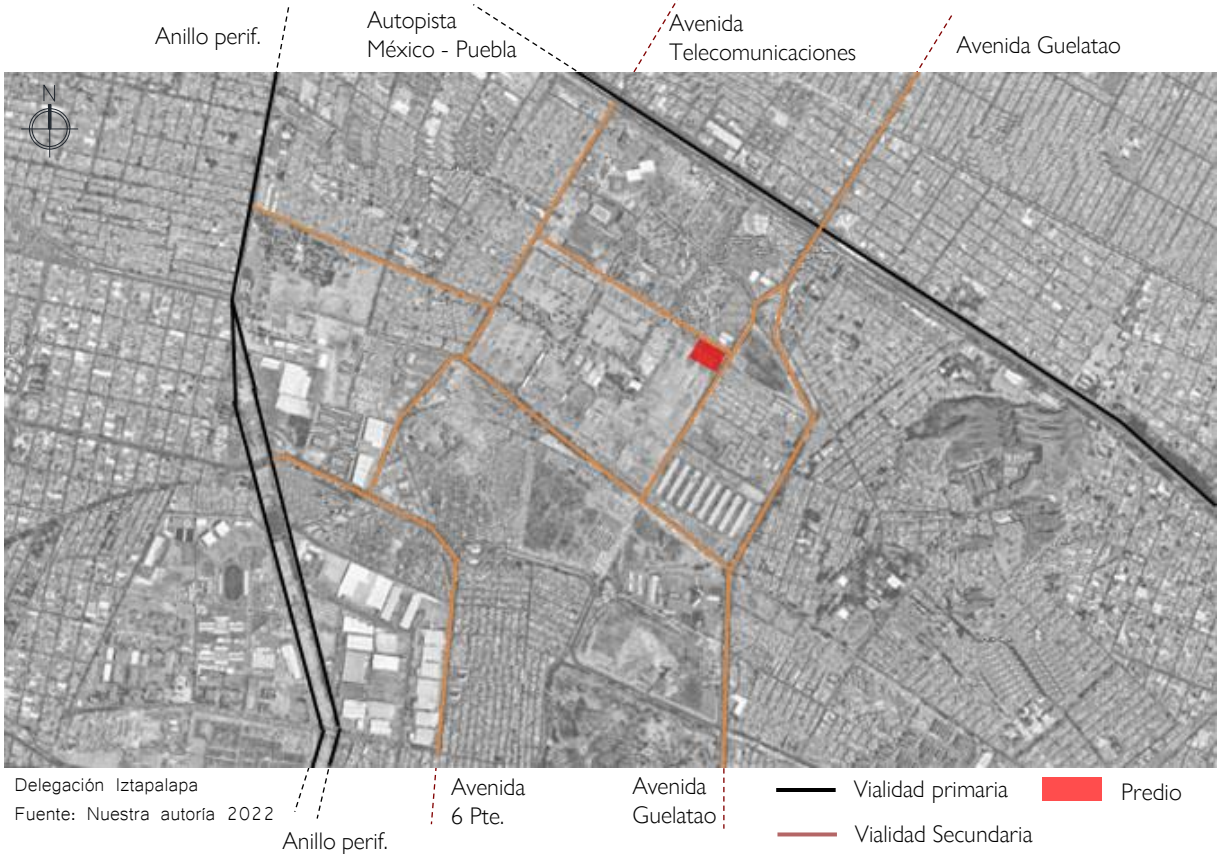 Anillo perif.
Autopista
México - Puebla
Avenida
Telecomunicaciones
Avenida Guelatao
N
Delegación Iztapalapa
Fuente: Nuestra autoría 2022
Anillo perif.
Avenida
6 Pte.
Avenida
Guelatao
Vialidad primaria
Predio
Vialidad Secundaria